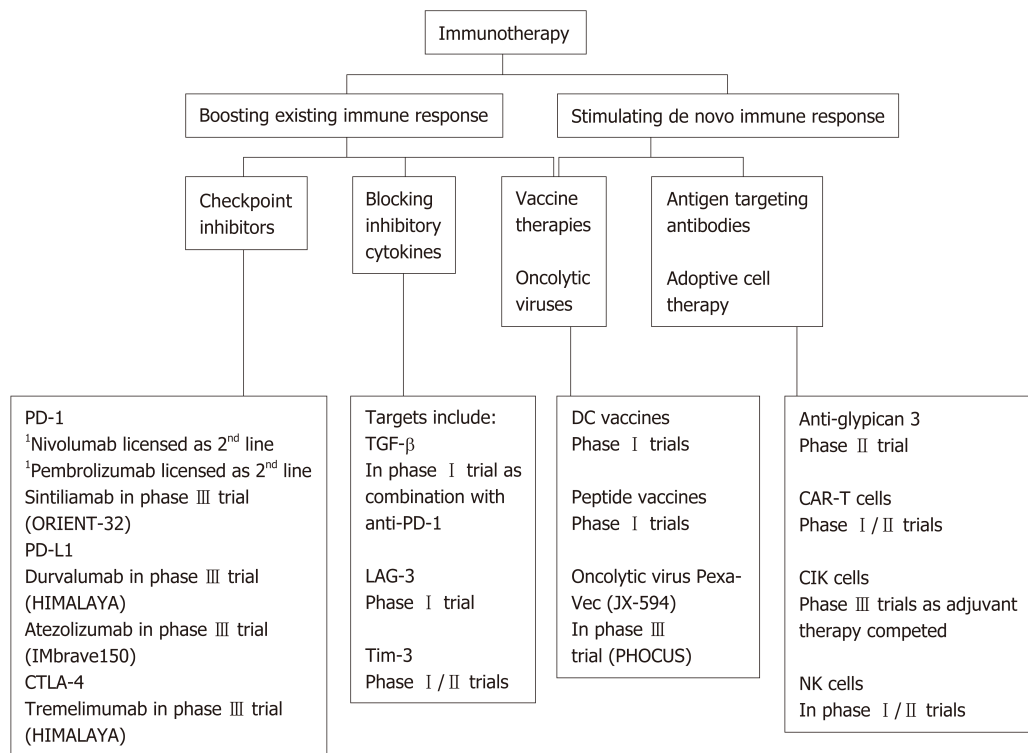 Immunotherapy
Boosting existing immune response
Stimulating de novo immune response
Checkpoint
inhibitors
Blocking
inhibitory
cytokines
Vaccine
therapies
Oncolytic
viruses
Antigen targeting
antibodies
Adoptive cell
therapy
PD-1
¹Nivolumab licensed as 2ⁿᵈ line
¹Pembrolizumab licensed as 2ⁿᵈ line
Sintiliamab in phase Ⅲ trial
(ORIENT-32)
PD-L1
Durvalumab in phase Ⅲ trial
(HIMALAYA)
Atezolizumab in phase Ⅲ trial
(IMbrave150)
CTLA-4
Tremelimumab in phase Ⅲ trial
(HIMALAYA)
Targets include:
TGF-β
In phase Ⅰ trial as
combination with
anti-PD-1
LAG-3
Phase Ⅰ trial
Tim-3
Phase Ⅰ/Ⅱ trials
DC vaccines
Phase Ⅰ trials
Peptide vaccines
Phase Ⅰ trials
Oncolytic virus Pexa-
Vec (JX-594)
In phase Ⅲ
trial (PHOCUS)
Anti-glypican 3
Phase Ⅱ trial
CAR-T cells
Phase Ⅰ/Ⅱ trials
CIK cells
Phase Ⅲ trials as adjuvant
therapy competed
NK cells
In phase Ⅰ/Ⅱ trials